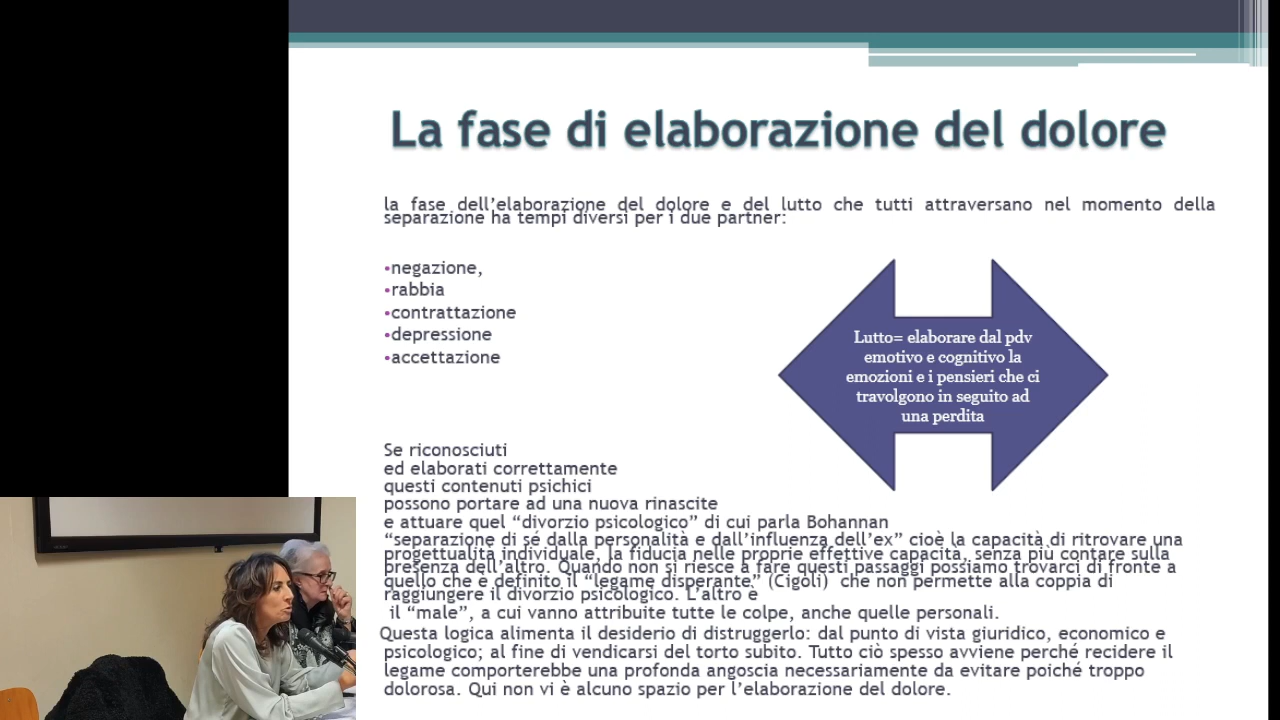 La fase di elaborazione del dolore
la fase dell’elaborazione del dolore e del lutto che tutti attraversano nel momento della
separazione ha tempi diversi per i due partner:
•negazione,
•rabbia
•contrattazione
•depressione
•accettazione
Lutto= elaborare dal pdv
emotivo e cognitivo la
emozioni e i pensieri che ci
travolgono in seguito ad
una perdita
Se riconosciuti
ed elaborati correttamente
questi contenuti psichici
possono portare ad una nuova rinascite
e attuare quel “divorzio psicologico” di cui parla Bohannan
“separazione di sé dalla personalità e dall’influenza dell’ex” cioè la capacità di ritrovare una
progettualità individuale, la fiducia nelle proprie effettive capacità, senza più contare sulla
presenza dell’altro. Quando non si riesce a fare questi passaggi possiamo trovarci di fronte a
quello che è definito il “legame disperante” (Cigoli) che non permette alla coppia di
raggiungere il divorzio psicologico. L’altro è
il “male”, a cui vanno attribuite tutte le colpe, anche quelle personali.
Questa logica alimenta il desiderio di distruggerlo: dal punto di vista giuridico, economico e
psicologico; al fine di vendicarsi del torto subito. Tutto ciò spesso avviene perché recidere il
legame comporterebbe una profonda angoscia necessariamente da evitare poiché troppo
dolorosa. Qui non vi è alcuno spazio per l’elaborazione del dolore.